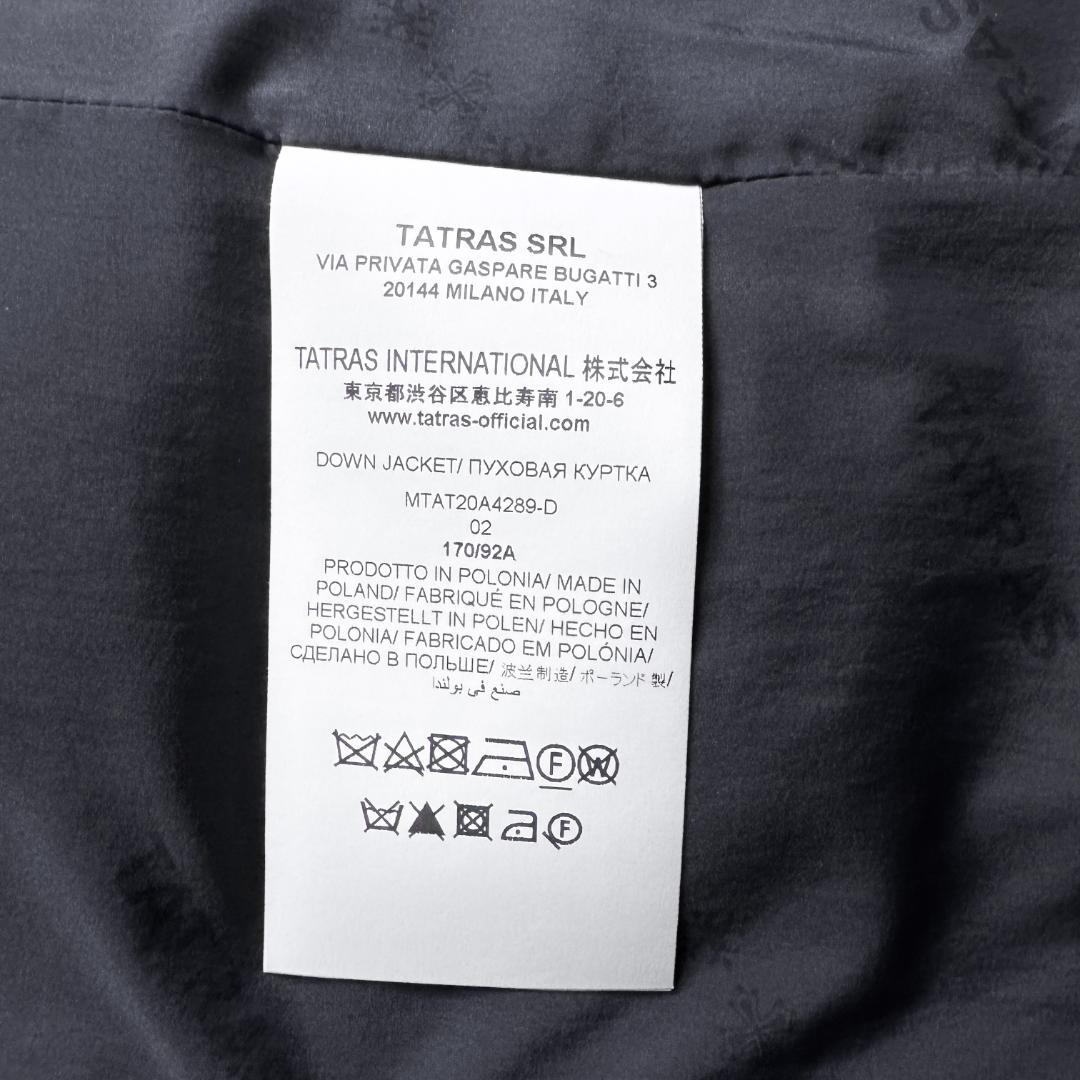 TATRAS SRL
VIA PRIVATA GASPARE BUGATTI 3
20144 MILANO ITALY
TATRAS INTERNATIONAL 株式会社
東京都渋谷区恵比寿南 1-20-6
www.tatras-official.com
DOWN JACKET/ ПУХОВАЯ КУРТКА
MTAT20A4289-D
02
170/92A
PRODOTTO IN POLONIA/ MADE IN
POLAND/ FABRIQUÉ EN POLOGNE/
HERGESTELLT IN POLEN/ HECHO EN
POLONIA/ FABRICADO EM POLÓNIA/
СДЕЛАНО В ПОЛЬШЕ/ 波兰制造/ ポーランド製/
صنع في بولندا
F W
F